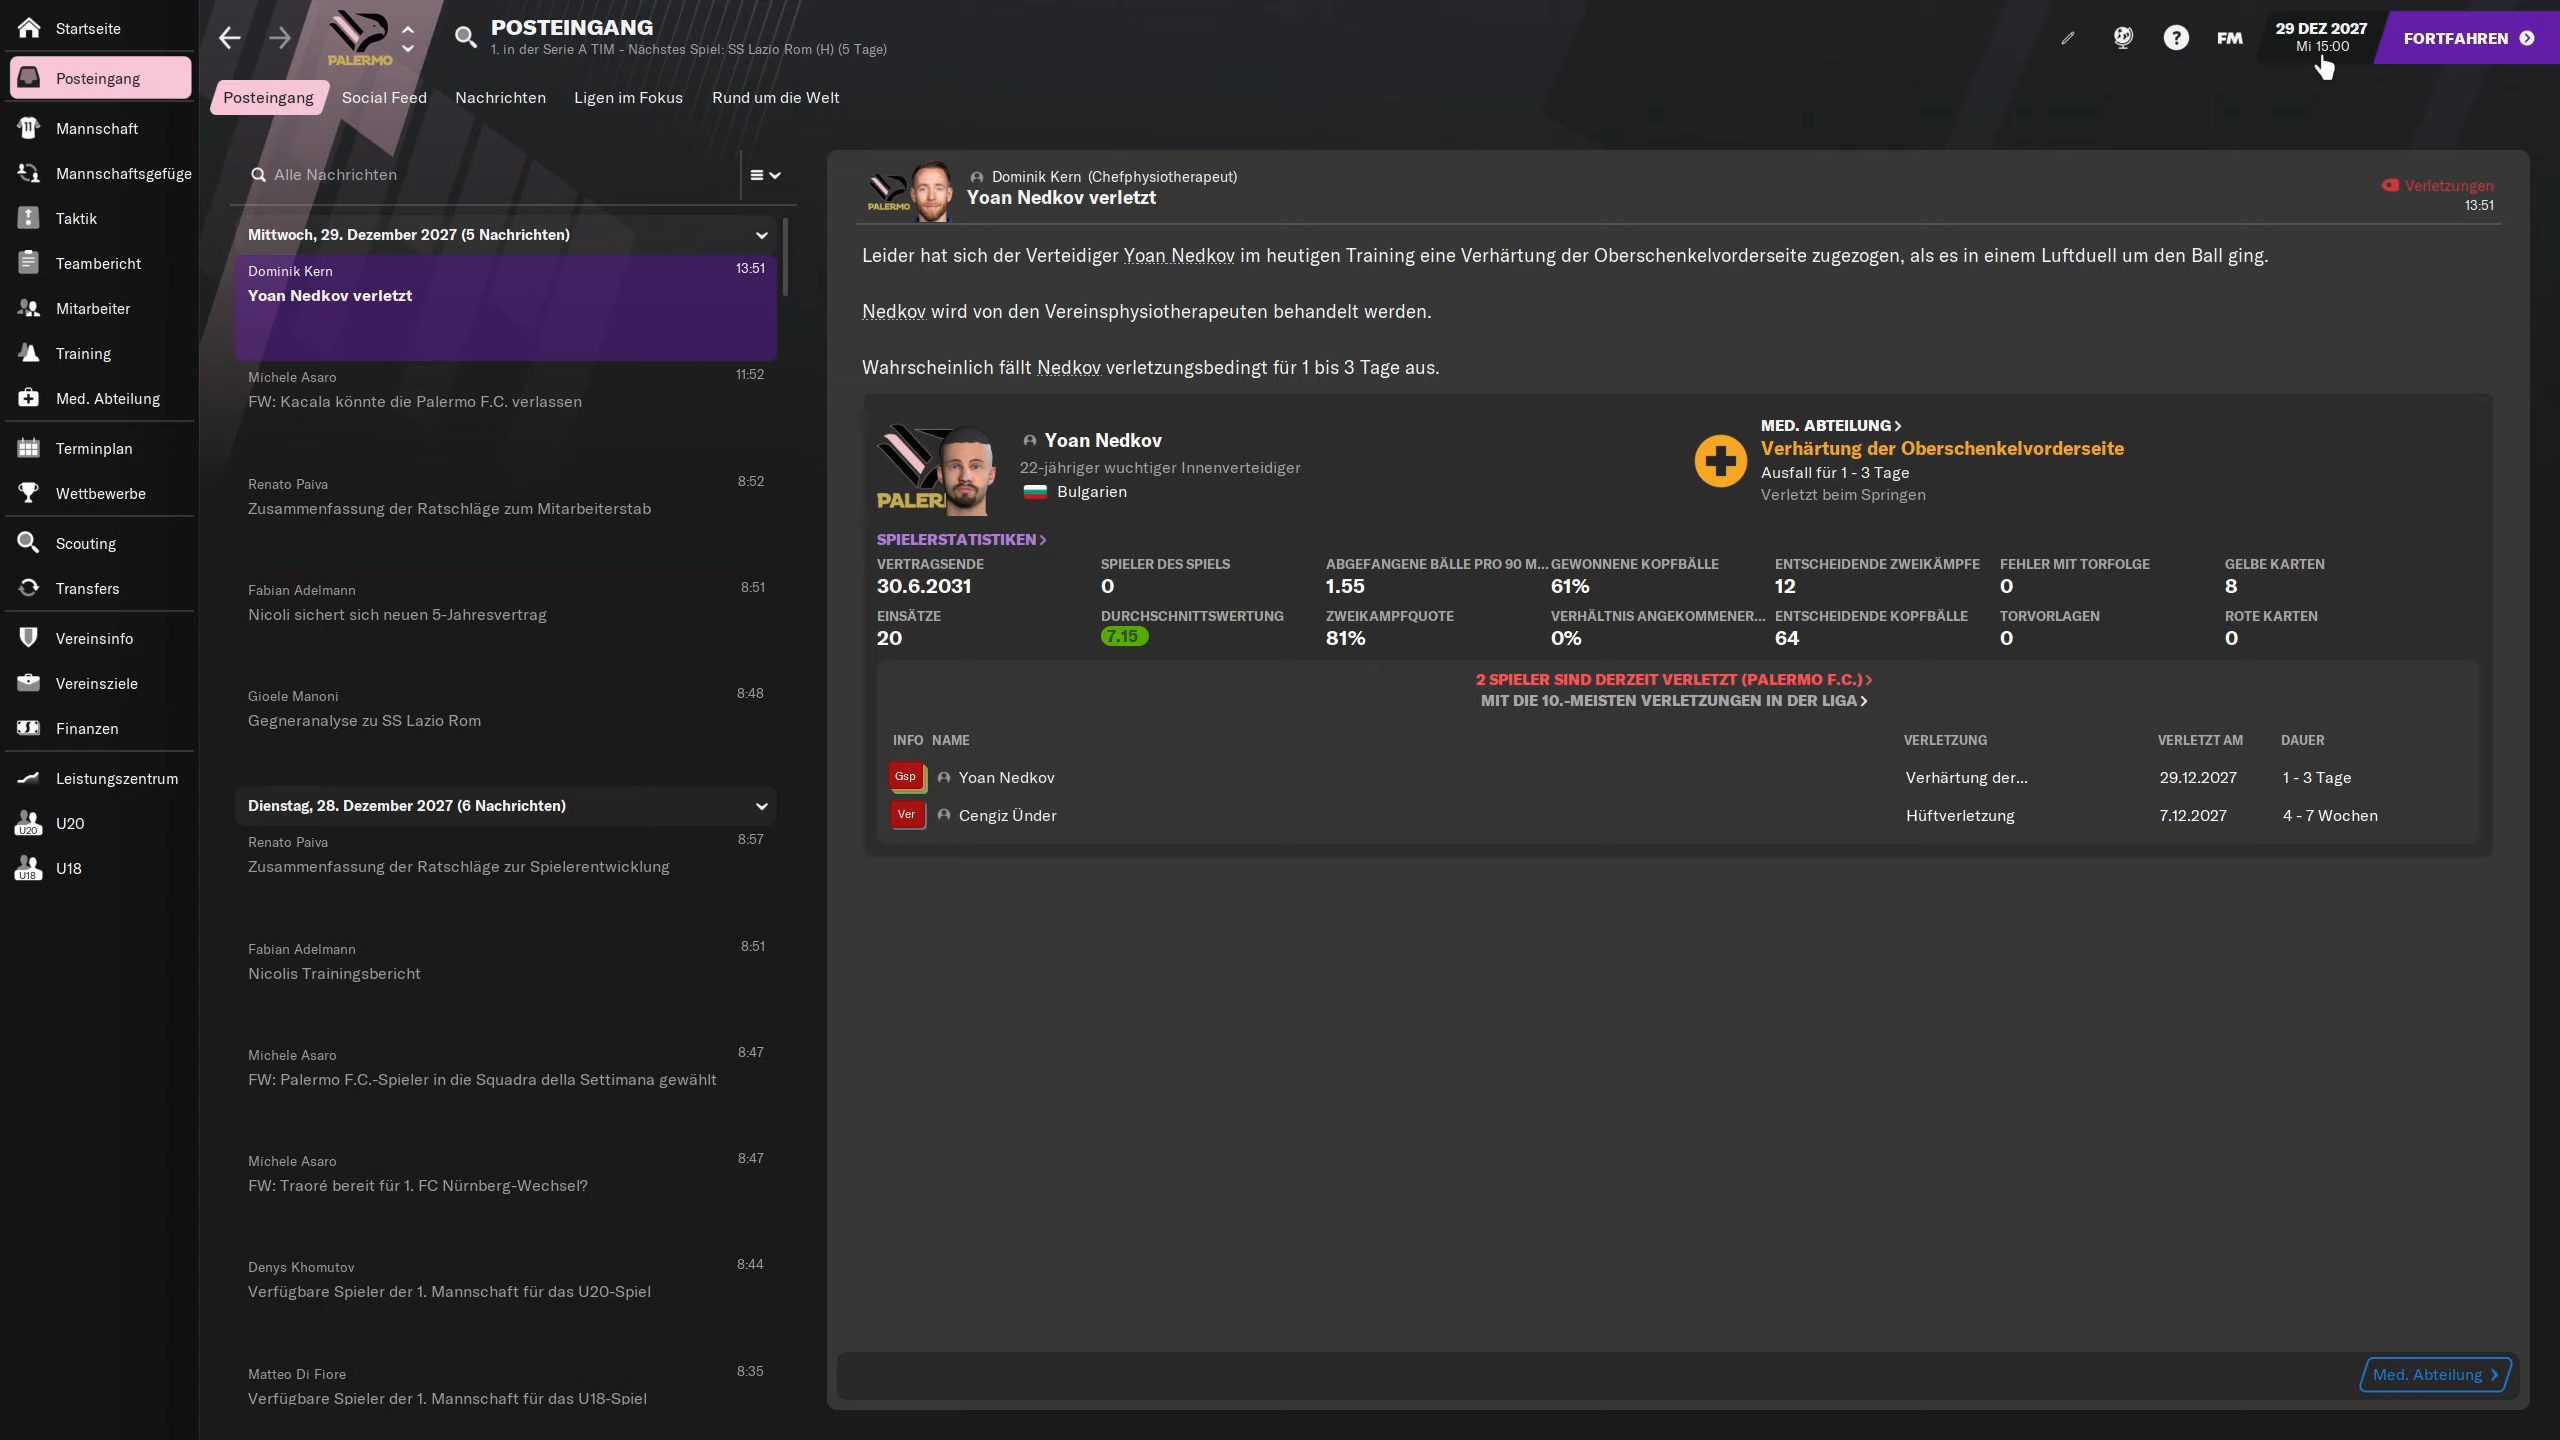 Startseite
Posteingang
Mannschaft
Mannschaftsgefüge
Taktik
Teambericht
Mitarbeiter
Training
Med. Abteilung
Terminplan
Wettbewerbe
Scouting
Transfers
Vereinsinfo
Vereinsziele
Finanzen
Leistungszentrum
U20
U20
U18
U18
PALERMO
POSTEINGANG
1. in der Serie A TIM - Nächstes Spiel: SS Lazio Rom (H) (5 Tage)
FM
29 DEZ 2027
Mi 15:00
FORTFAHREN
Posteingang Social Feed Nachrichten Ligen im Fokus Rund um die Welt
Alle Nachrichten
Mittwoch, 29. Dezember 2027 (5 Nachrichten)
Dominik Kern 13:51
Yoan Nedkov verletzt
Michele Asaro 11:52
FW: Kacala könnte die Palermo F.C. verlassen
Renato Paiva 8:52
Zusammenfassung der Ratschläge zum Mitarbeiterstab
Fabian Adelmann 8:51
Nicoli sichert sich neuen 5-Jahresvertrag
Gioele Manoni 8:48
Gegneranalyse zu SS Lazio Rom
Dienstag, 28. Dezember 2027 (6 Nachrichten)
Renato Paiva 8:57
Zusammenfassung der Ratschläge zur Spielerentwicklung
Fabian Adelmann 8:51
Nicolis Trainingsbericht
Michele Asaro 8:47
FW: Palermo F.C.-Spieler in die Squadra della Settimana gewählt
Michele Asaro 8:47
FW: Traoré bereit für 1. FC Nürnberg-Wechsel?
Denys Khomutov 8:44
Verfügbare Spieler der 1. Mannschaft für das U20-Spiel
Matteo Di Fiore 8:35
Verfügbare Spieler der 1. Mannschaft für das U18-Spiel
PALERMO
Dominik Kern (Chefphysiotherapeut)
Yoan Nedkov verletzt
Verletzungen
13:51
Leider hat sich der Verteidiger Yoan Nedkov im heutigen Training eine Verhärtung der Oberschenkelvorderseite zugezogen, als es in einem Luftduell um den Ball ging.
Nedkov wird von den Vereinsphysiotherapeuten behandelt werden.
Wahrscheinlich fällt Nedkov verletzungsbedingt für 1 bis 3 Tage aus.
PALER
Yoan Nedkov
22-jähriger wuchtiger Innenverteidiger
Bulgarien
MED. ABTEILUNG
Verhärtung der Oberschenkelvorderseite
Ausfall für 1 - 3 Tage
Verletzt beim Springen
SPIELERSTATISTIKEN
VERTRAGSENDE SPIELER DES SPIELS ABGEFANGENE BÄLLE PRO 90 M... GEWONNENE KOPFBÄLLE ENTSCHEIDENDE ZWEIKÄMPFE FEHLER MIT TORFOLGE GELBE KARTEN
30.6.2031 0 1.55 61% 12 0 8
EINSÄTZE DURCHSCHNITTSWERTUNG ZWEIKAMPFQUOTE VERHÄLTNIS ANGEKOMMENER... ENTSCHEIDENDE KOPFBÄLLE TORVORLAGEN ROTE KARTEN
20 7.15 81% 0% 64 0 0
2 SPIELER SIND DERZEIT VERLETZT (PALERMO F.C.)
MIT DIE 10.-MEISTEN VERLETZUNGEN IN DER LIGA
INFO NAME VERLETZUNG VERLETZT AM DAUER
Gsp Yoan Nedkov Verhärtung der... 29.12.2027 1 - 3 Tage
Ver Cengiz Ünder Hüftverletzung 7.12.2027 4 - 7 Wochen
Med. Abteilung